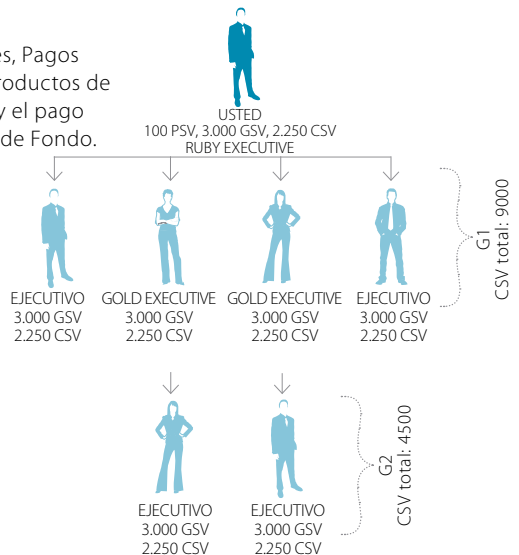 es, Pagos
roductos de
y el pago
de Fondo.
USTED
100 PSV, 3.000 GSV, 2.250 CSV
RUBY EXECUTIVE
EJECUTIVO
3.000 GSV
2.250 CSV
GOLD EXECUTIVE
3.000 GSV
2.250 CSV
GOLD EXECUTIVE
3.000 GSV
2.250 CSV
EJECUTIVO
3.000 GSV
2.250 CSV
G1
CSV total: 9000
EJECUTIVO
3.000 GSV
2.250 CSV
EJECUTIVO
3.000 GSV
2.250 CSV
G2
CSV total: 4500